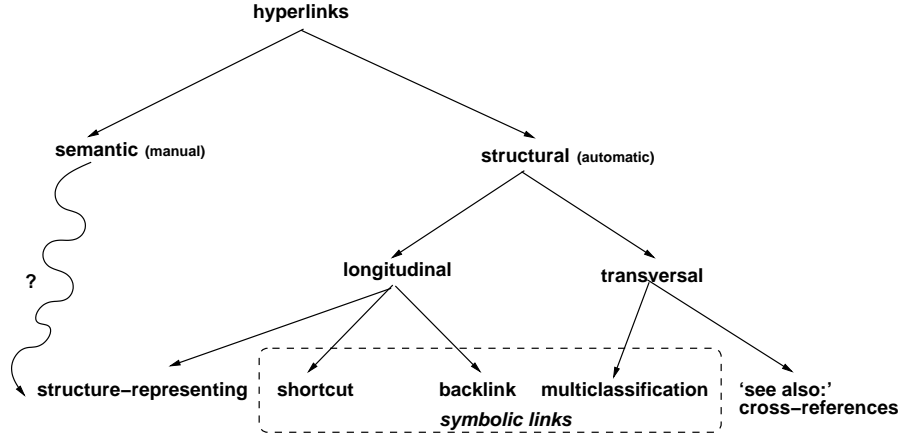 hyperlinks
semantic (manual)
structural (automatic)
longitudinal
transversal
?
structure−representing
shortcut
backlink
multiclassification
‘see also:’
cross−references
symbolic links